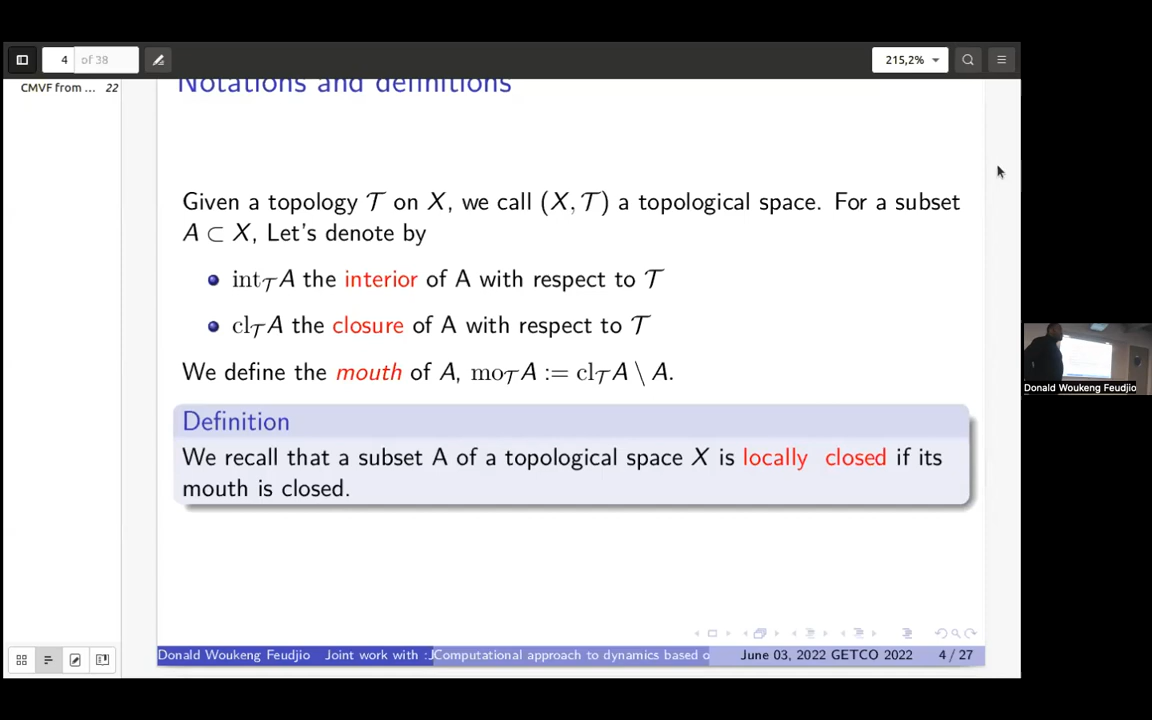 4 of 38
215,2%
CMVF from ... 22
Notations and definitions
Given a topology 𝒯 on X, we call (X, 𝒯) a topological space. For a subset
A ⊂ X, Let's denote by
int𝒯A the interior of A with respect to 𝒯
cl𝒯A the closure of A with respect to 𝒯
We define the mouth of A, mo𝒯A := cl𝒯A \ A.
Definition
We recall that a subset A of a topological space X is locally closed if its
mouth is closed.
Donald Woukeng Feudjio
Donald Woukeng Feudjio Joint work with :JComputational approach to dynamics based o June 03, 2022 GETCO 2022 4 / 27